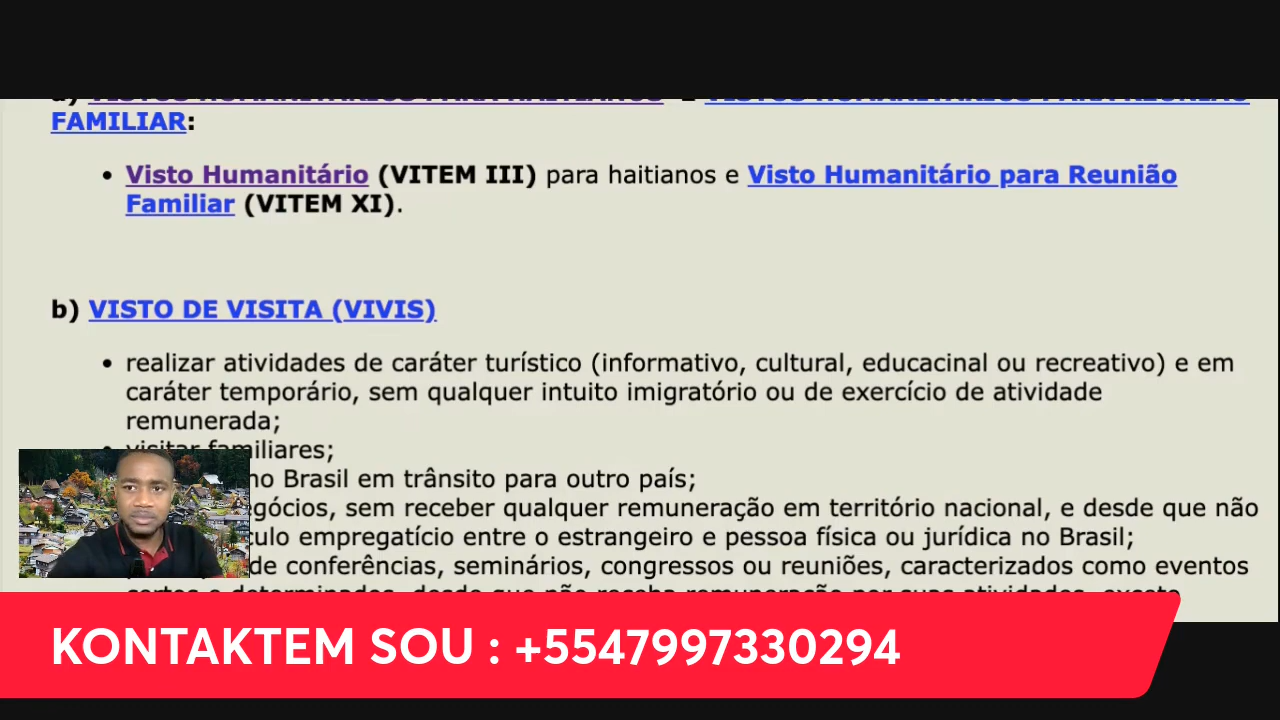 FAMILIAR:
• Visto Humanitário (VITEM III) para haitianos e Visto Humanitário para Reunião
Familiar (VITEM XI).
b) VISTO DE VISITA (VIVIS)
• realizar atividades de caráter turístico (informativo, cultural, educacinal ou recreativo) e em
caráter temporário, sem qualquer intuito imigratório ou de exercício de atividade
remunerada;
• visitar familiares;
no Brasil em trânsito para outro país;
sem receber qualquer remuneração em território nacional, e desde que não
empregatício entre o estrangeiro e pessoa física ou jurídica no Brasil;
de conferências, seminários, congressos ou reuniões, caracterizados como eventos
KONTAKTEM SOU : +5547997330294